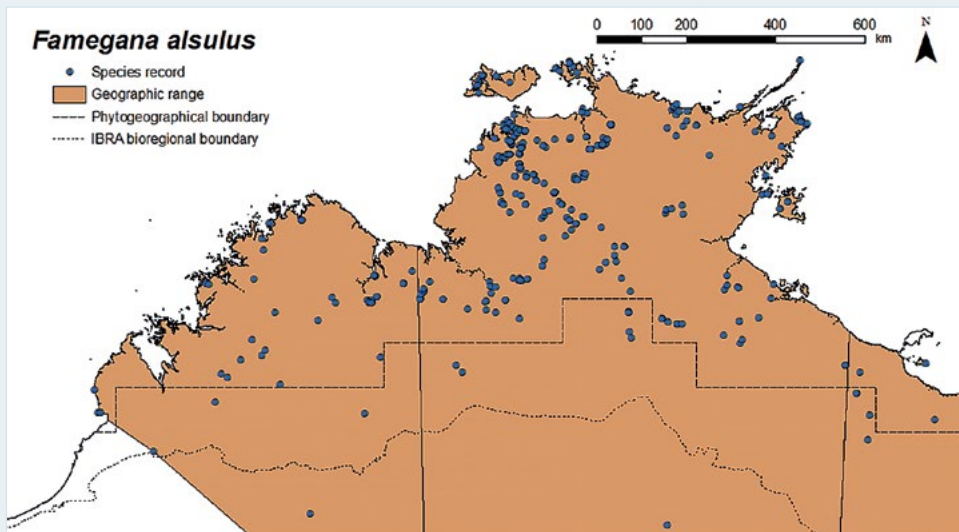 Famegana alsulus
Species record
Geographic range
Phytogeographical boundary
IBRA bioregional boundary
0 100 200 400 600
km
N